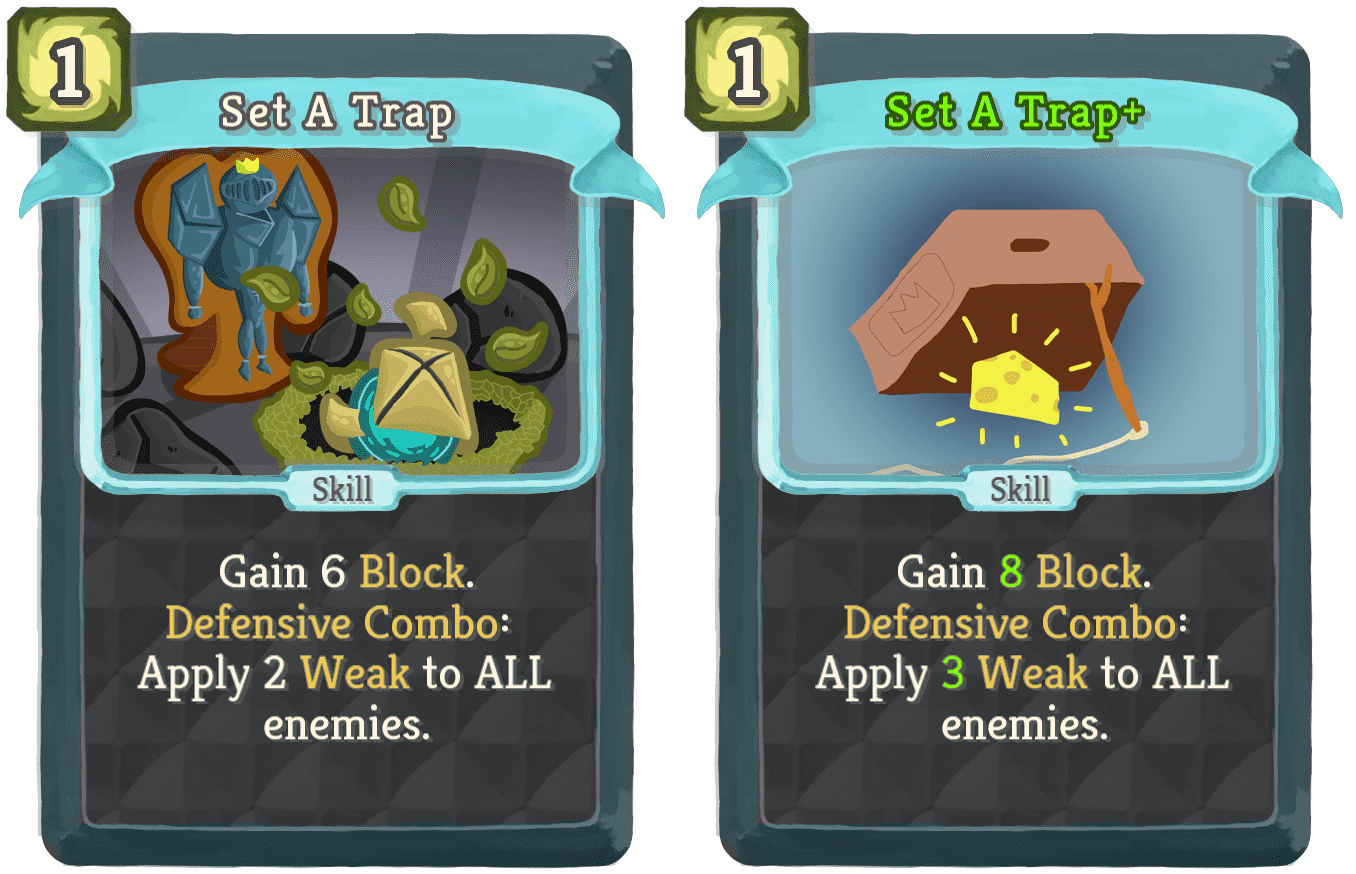 1
Set A Trap
Skill
Gain 6 Block.
Defensive Combo:
Apply 2 Weak to ALL
enemies.
1
Set A Trap+
Skill
Gain 8 Block.
Defensive Combo:
Apply 3 Weak to ALL
enemies.